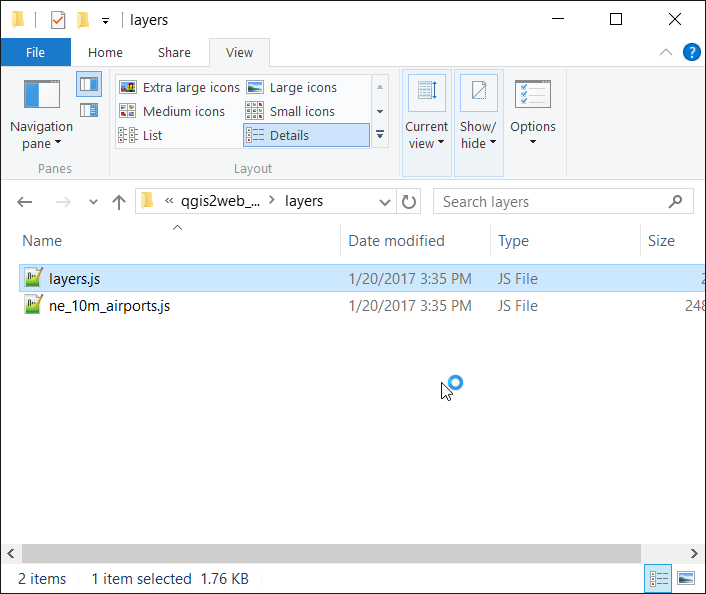 layers
File Home Share View
Extra large icons Large icons
Medium icons Small icons
List Details
Navigation pane
Current view
Show/ hide
Options
Panes Layout
« qgis2web_... > layers Search layers
Name Date modified Type Size
layers.js 1/20/2017 3:35 PM JS File 2
ne_10m_airports.js 1/20/2017 3:35 PM JS File 248
2 items 1 item selected 1.76 KB